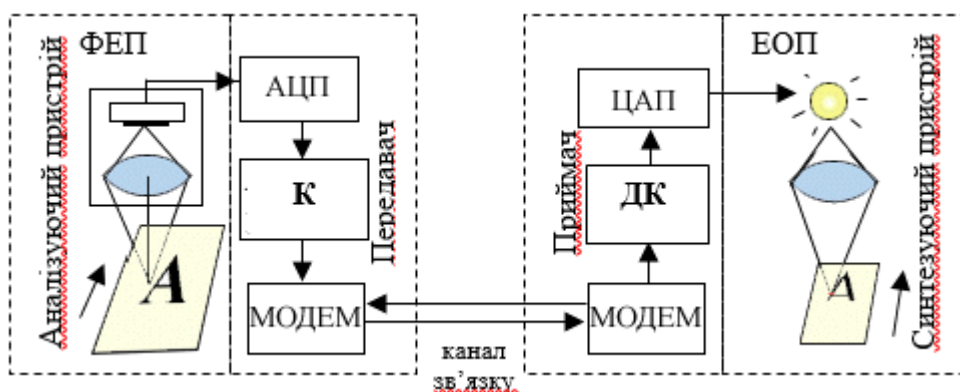 Аналізуючий пристрій
ФЕП
А
АЦП
К
МОДЕМ
Передавач
канал
зв’язку
Приймач
ЦАП
ДК
МОДЕМ
ЕОП
А
Синтезуючий пристрій